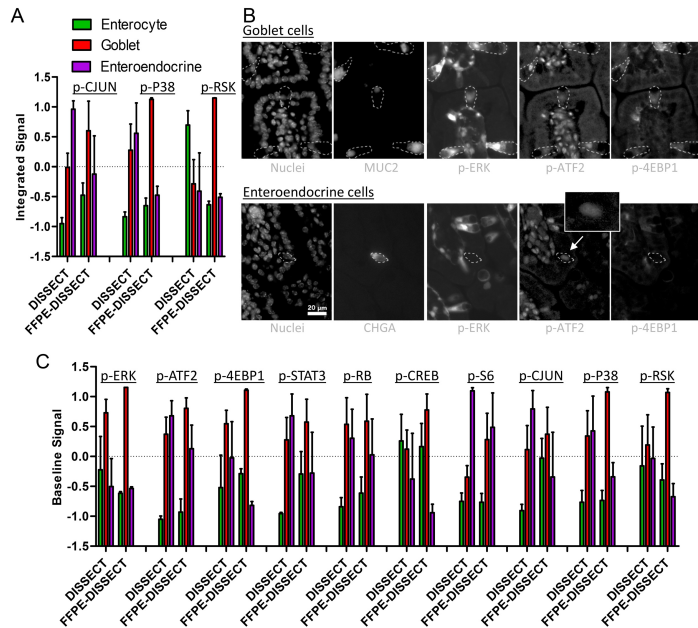 A
Enterocyte
Goblet
Enteroendocrine
p-CJUN p-P38 p-RSK
Integrated Signal
1.5
1.0
0.5
0.0
-0.5
-1.0
-1.5
DISSECT
FFPE-DISSECT
DISSECT
FFPE-DISSECT
DISSECT
FFPE-DISSECT
B
Goblet cells
Nuclei MUC2 p-ERK p-ATF2 p-4EBP1
Enteroendocrine cells
20 µm
Nuclei CHGA p-ERK p-ATF2 p-4EBP1
C
p-ERK p-ATF2 p-4EBP1 p-STAT3 p-RB p-CREB p-S6 p-CJUN p-P38 p-RSK
Baseline Signal
1.5
1.0
0.5
0.0
-0.5
-1.0
-1.5
DISSECT
FFPE-DISSECT
DISSECT
FFPE-DISSECT
DISSECT
FFPE-DISSECT
DISSECT
FFPE-DISSECT
DISSECT
FFPE-DISSECT
DISSECT
FFPE-DISSECT
DISSECT
FFPE-DISSECT
DISSECT
FFPE-DISSECT
DISSECT
FFPE-DISSECT
DISSECT
FFPE-DISSECT